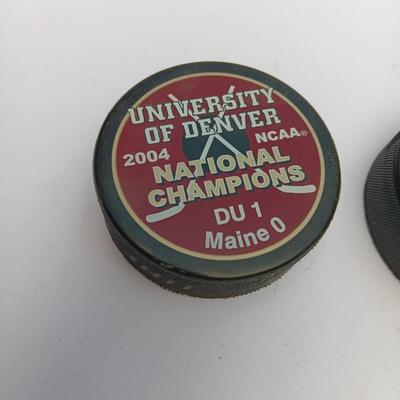 UNIVERSITY
OF DENVER
2004 NCAA®
NATIONAL
CHAMPIONS
DU 1
Maine 0